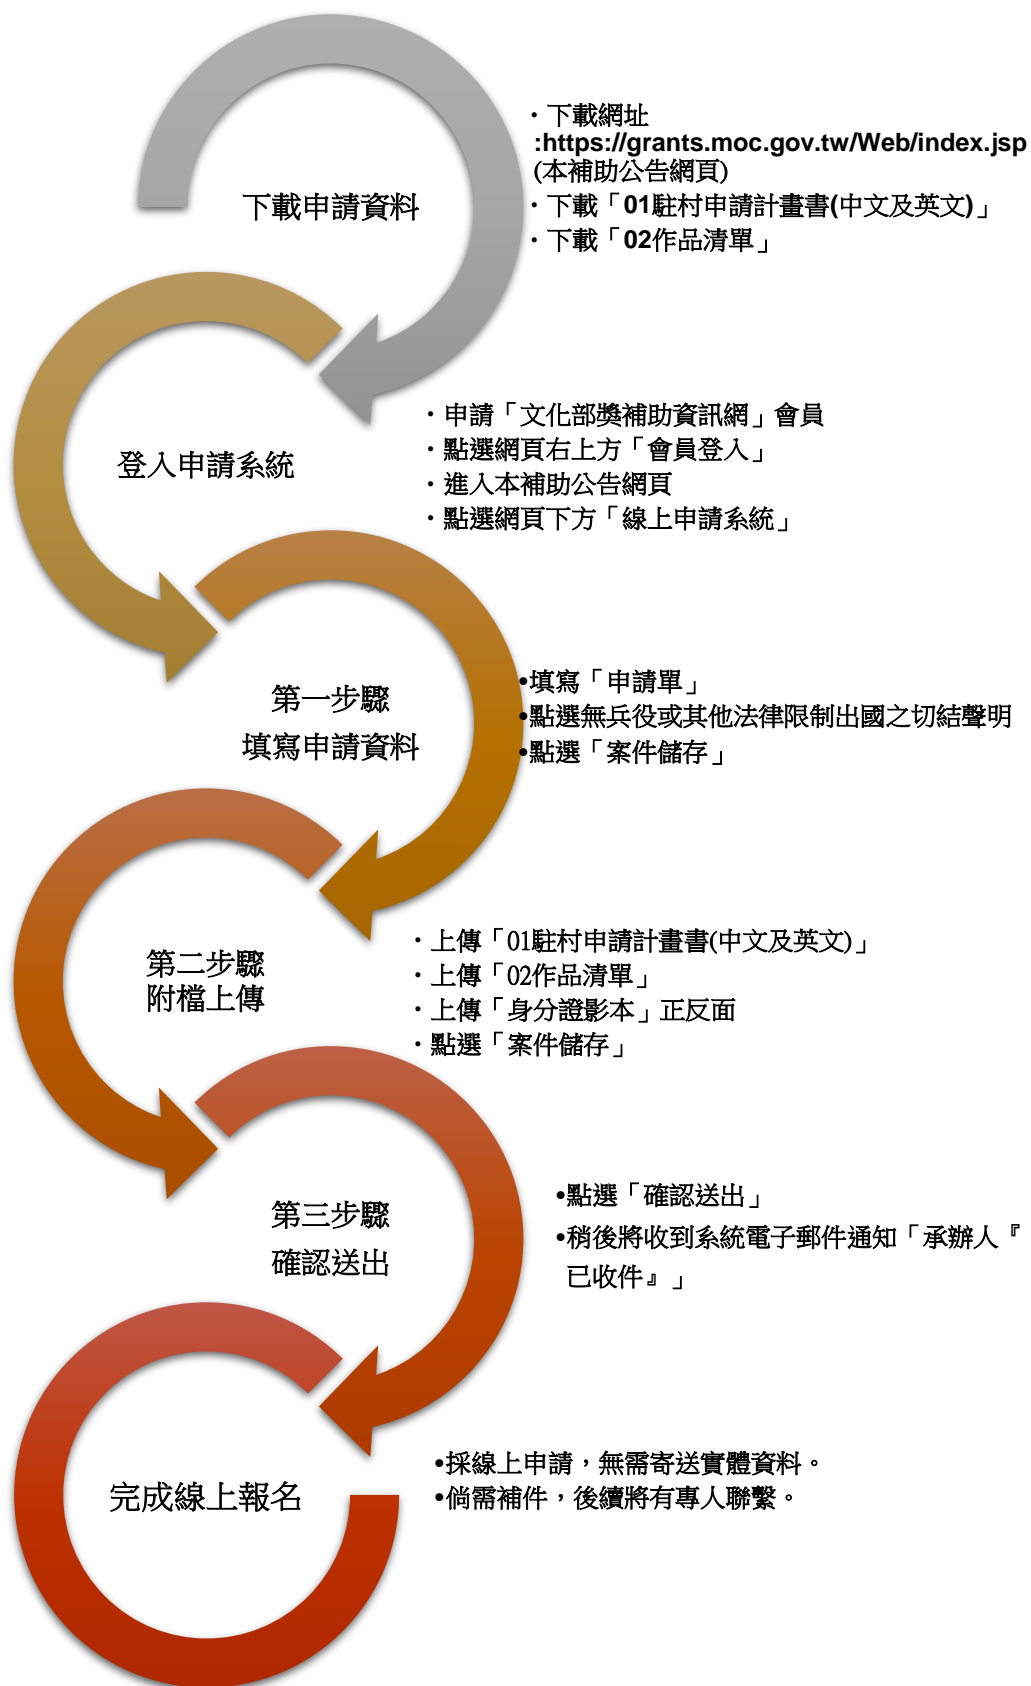 下載申請資料
・下載網址
:https://grants.moc.gov.tw/Web/index.jsp
(本補助公告網頁)
・下載「01駐村申請計畫書(中文及英文)」
・下載「02作品清單」
登入申請系統
・申請「文化部獎補助資訊網」會員
・點選網頁右上方「會員登入」
・進入本補助公告網頁
・點選網頁下方「線上申請系統」
第一步驟
填寫申請資料
•填寫「申請單」
•點選無兵役或其他法律限制出國之切結聲明
•點選「案件儲存」
第二步驟
附檔上傳
・上傳「01駐村申請計畫書(中文及英文)」
・上傳「02作品清單」
・上傳「身分證影本」正反面
・點選「案件儲存」
第三步驟
確認送出
•點選「確認送出」
•稍後將收到系統電子郵件通知「承辦人『
已收件』」
完成線上報名
•採線上申請，無需寄送實體資料。
•倘需補件，後續將有專人聯繫。